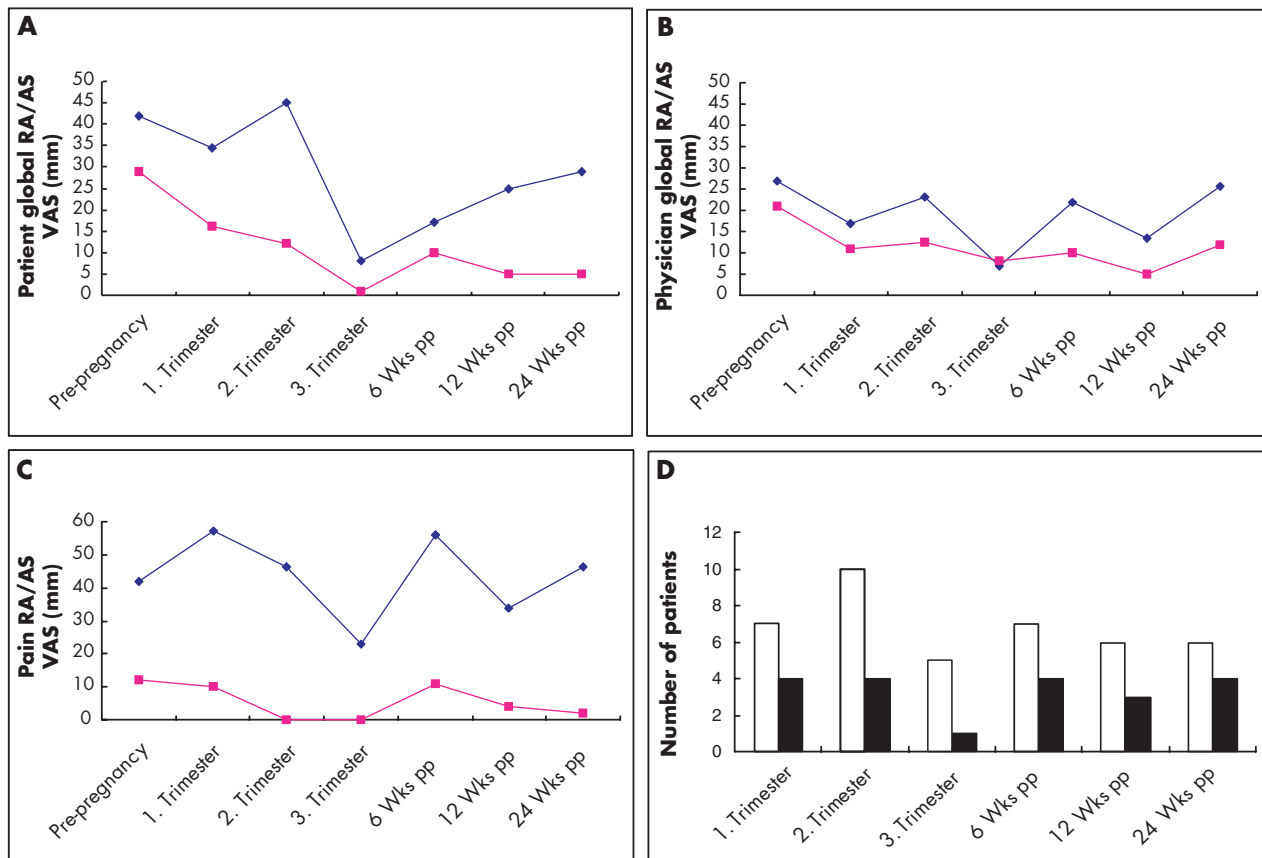 A
Patient global RA/AS
VAS (mm)
50
45
40
35
30
25
20
15
10
5
0
Pre-pregnancy
1. Trimester
2. Trimester
3. Trimester
6 Wks pp
12 Wks pp
24 Wks pp
B
Physician global RA/AS
VAS (mm)
50
45
40
35
30
25
20
15
10
5
0
Pre-pregnancy
1. Trimester
2. Trimester
3. Trimester
6 Wks pp
12 Wks pp
24 Wks pp
C
Pain RA/AS
VAS (mm)
60
50
40
30
20
10
0
Pre-pregnancy
1. Trimester
2. Trimester
3. Trimester
6 Wks pp
12 Wks pp
24 Wks pp
D
Number of patients
12
10
8
6
4
2
0
1. Trimester
2. Trimester
3. Trimester
6 Wks pp
12 Wks pp
24 Wks pp